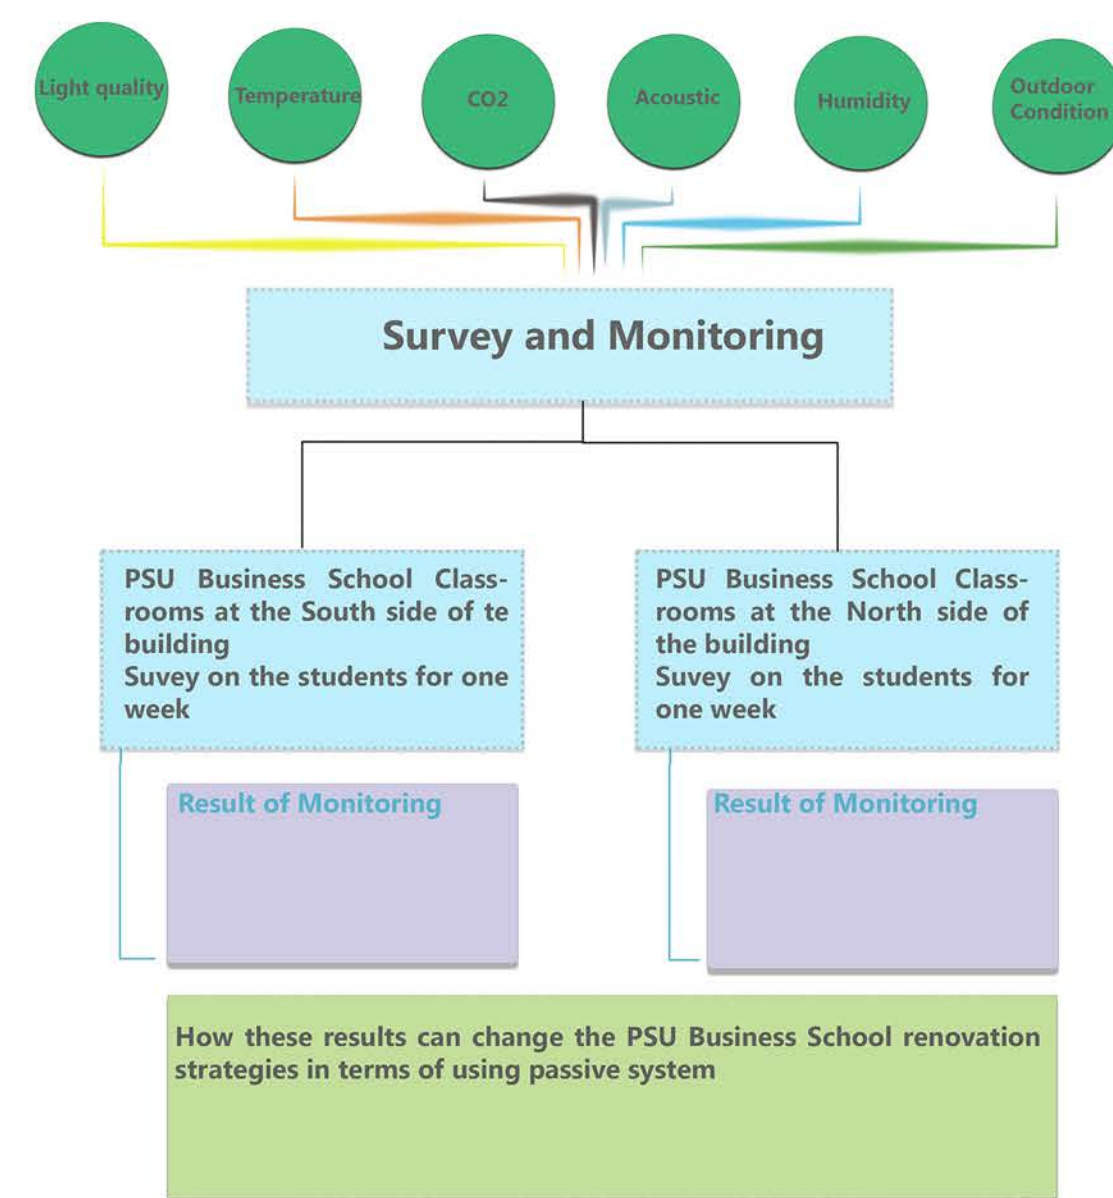 Light quality
Temperature
CO2
Acoustic
Humidity
Outdoor
Condition
Survey and Monitoring
PSU Business School Class-
rooms at the South side of te
building
Suvey on the students for one
week
PSU Business School Class-
rooms at the North side of
the building
Suvey on the students for
one week
Result of Monitoring
Result of Monitoring
How these results can change the PSU Business School renovation
strategies in terms of using passive system